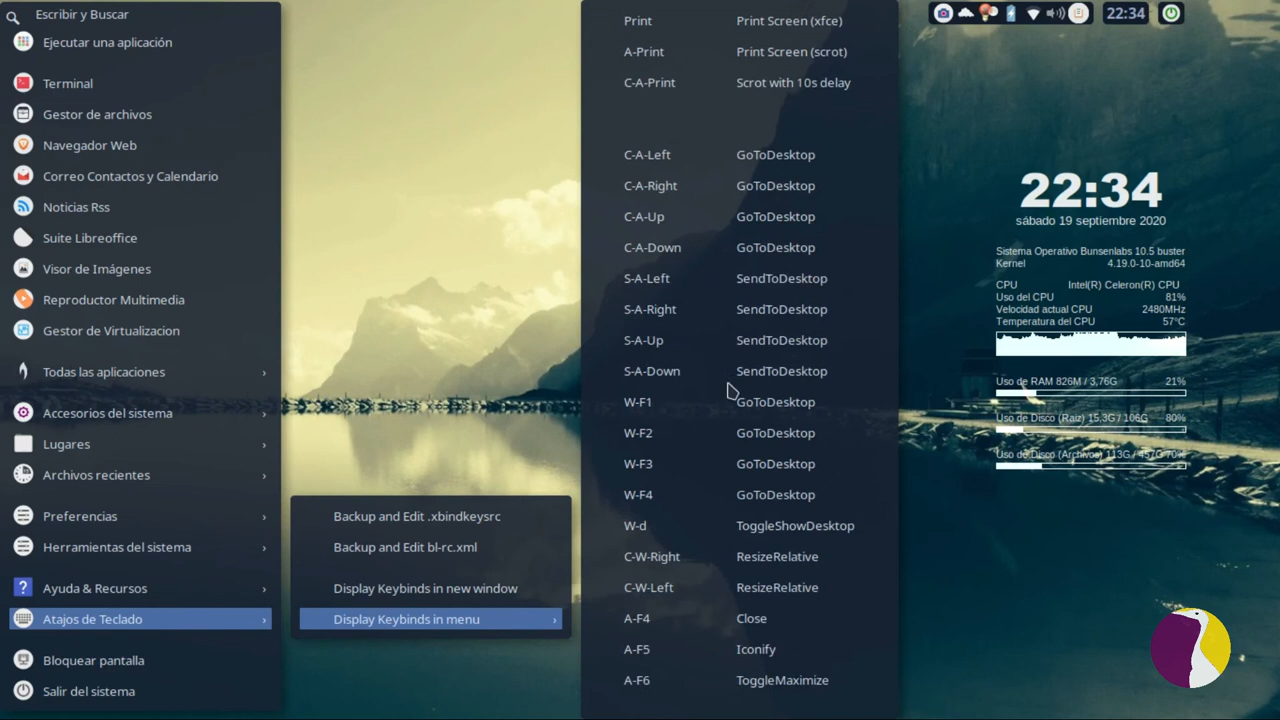 Escribir y Buscar
Ejecutar una aplicación
Terminal
Gestor de archivos
Navegador Web
Correo Contactos y Calendario
Noticias Rss
Suite Libreoffice
Visor de Imágenes
Reproductor Multimedia
Gestor de Virtualizacion
Todas las aplicaciones
Accesorios del sistema
Lugares
Archivos recientes
Preferencias
Herramientas del sistema
Ayuda & Recursos
Atajos de Teclado
Bloquear pantalla
Salir del sistema
Backup and Edit .xbindkeysrc
Backup and Edit bl-rc.xml
Display Keybinds in new window
Display Keybinds in menu
Print Print Screen (xfce)
A-Print Print Screen (scrot)
C-A-Print Scrot with 10s delay
C-A-Left GoToDesktop
C-A-Right GoToDesktop
C-A-Up GoToDesktop
C-A-Down GoToDesktop
S-A-Left SendToDesktop
S-A-Right SendToDesktop
S-A-Up SendToDesktop
S-A-Down SendToDesktop
W-F1 GoToDesktop
W-F2 GoToDesktop
W-F3 GoToDesktop
W-F4 GoToDesktop
W-d ToggleShowDesktop
C-W-Right ResizeRelative
C-W-Left ResizeRelative
A-F4 Close
A-F5 Iconify
A-F6 ToggleMaximize
22:34
22:34
sábado 19 septiembre 2020
Sistema Operativo Bunsenlabs 10.5 buster
Kernel 4.19.0-10-amd64
CPU Intel(R) Celeron(R) CPU
Uso del CPU 81%
Velocidad actual CPU 2480MHz
Temperatura del CPU 57°C
Uso de RAM 826M / 3,76G 21%
Uso de Disco (Raiz) 15.3G / 106G 80%
Uso de Disco (Archivos) 113G / 457G 70%